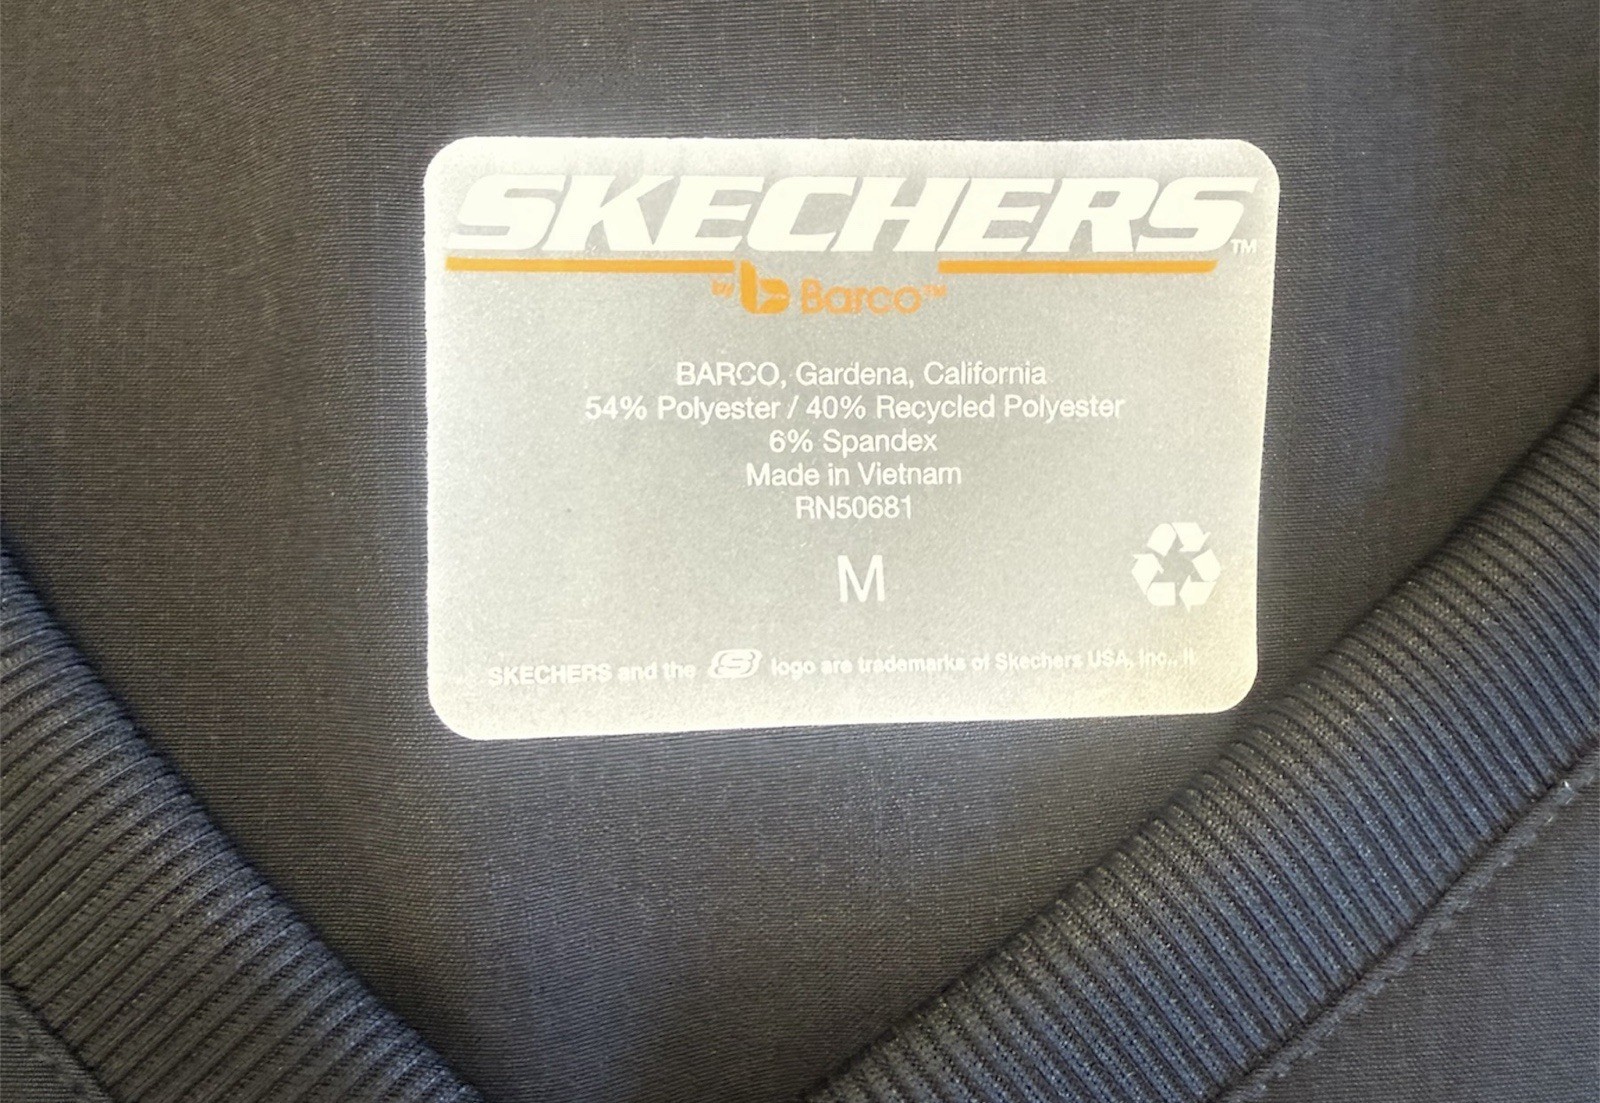 SKECHERS™
by b Barco™
BARCO, Gardena, California
54% Polyester / 40% Recycled Polyester
6% Spandex
Made in Vietnam
RN50681
M
SKECHERS and the S logo are trademarks of Skechers USA, Inc., II